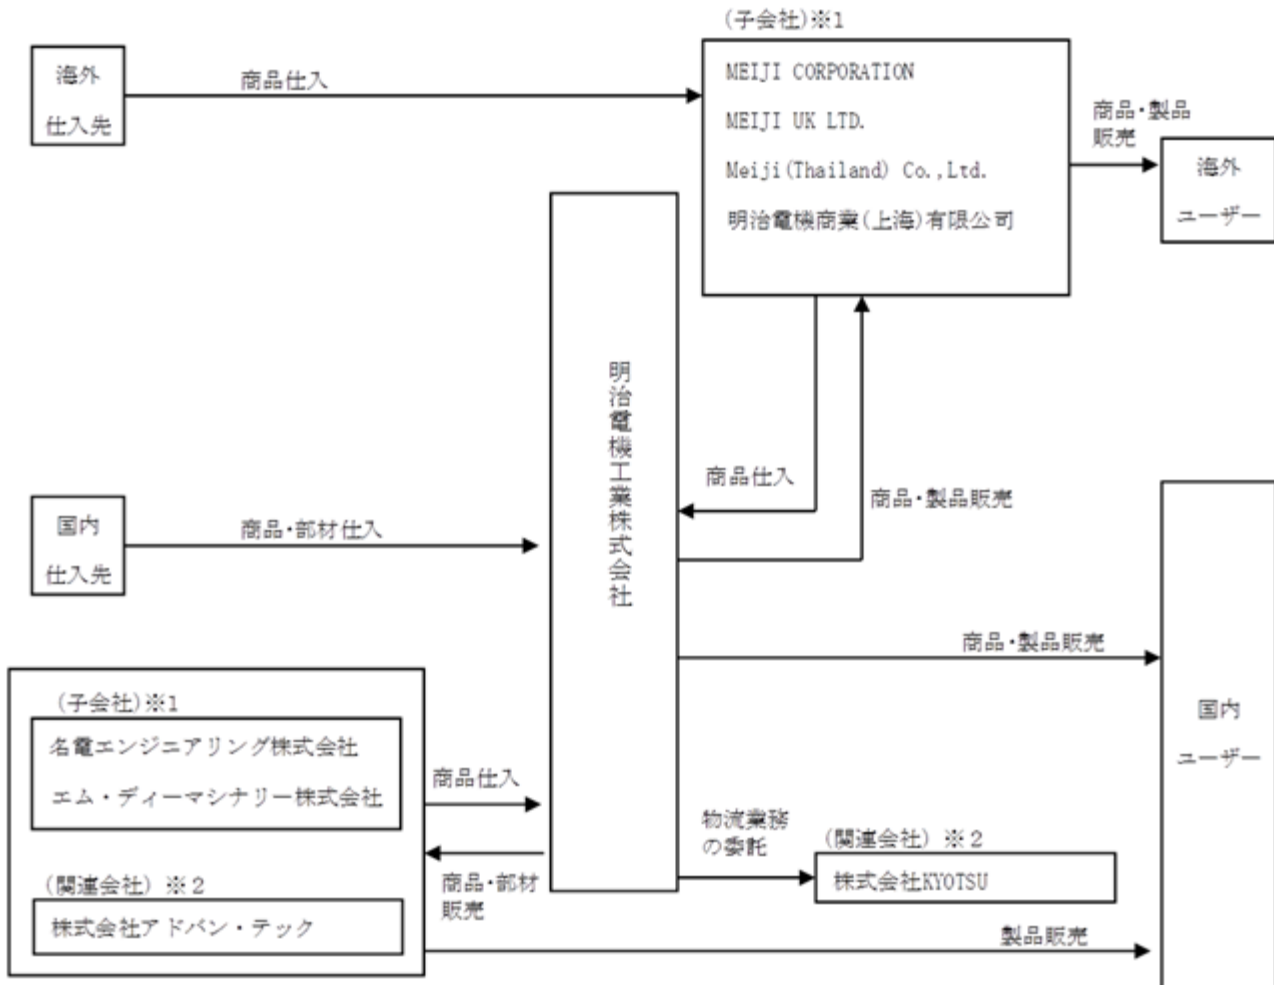 (子会社)※1
海外
仕入先
商品仕入
MEIJI CORPORATION
MEIJI UK LTD.
Meiji(Thailand) Co.,Ltd.
明治電機商業(上海)有限公司
商品・製品
販売
海外
ユーザー
明治電機工業株式会社
商品仕入
商品・製品販売
国内
仕入先
商品・部材仕入
商品・製品販売
国内
ユーザー
(子会社)※1
名電エンジニアリング株式会社
エム・ディーマシナリー株式会社
商品仕入
商品・部材
販売
物流業務
の委託
(関連会社) ※2
株式会社KYOTSU
(関連会社) ※2
株式会社アドバン・テック
製品販売